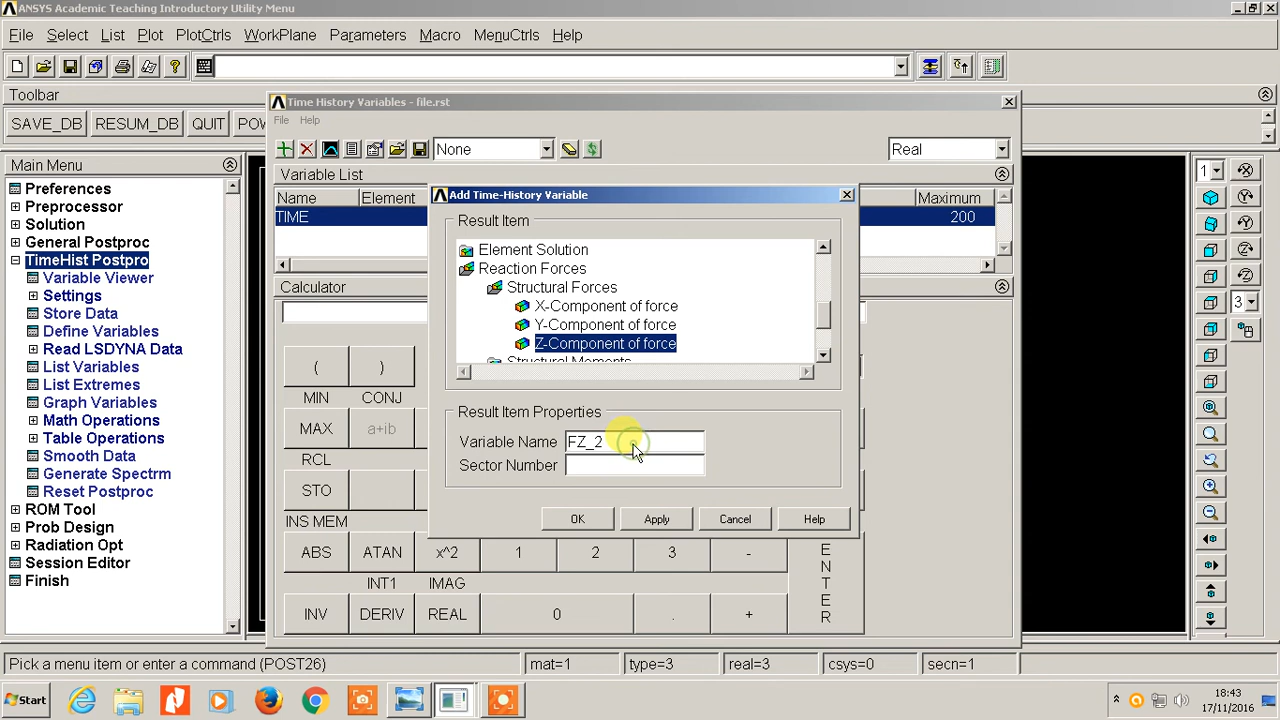 ANSYS Academic Teaching Introductory Utility Menu
File Select List Plot PlotCtrls WorkPlane Parameters Macro MenuCtrls Help
Toolbar
SAVE_DB RESUM_DB QUIT
Main Menu
Preferences
Preprocessor
Solution
General Postproc
TimeHist Postpro
Variable Viewer
Settings
Store Data
Define Variables
Read LSDYNA Data
List Variables
List Extremes
Graph Variables
Math Operations
Table Operations
Smooth Data
Generate Spectrm
Reset Postproc
ROM Tool
Prob Design
Radiation Opt
Session Editor
Finish
Time History Variables - file.rst
File Help
None Real
Variable List
Name Element Maximum
TIME 200
Calculator
( )
MIN CONJ
MAX a+ib
RCL
STO
INS MEM
ABS ATAN x^2 1 2 3 -
INT1 IMAG
INV DERIV REAL 0 . +
E
N
T
E
R
Add Time-History Variable
Result Item
Element Solution
Reaction Forces
Structural Forces
X-Component of force
Y-Component of force
Z-Component of force
Structural Moments
Result Item Properties
Variable Name FZ_2
Sector Number
OK Apply Cancel Help
1
3
Pick a menu item or enter a command (POST26) mat=1 type=3 real=3 csys=0 secn=1
Start
18:43
17/11/2016